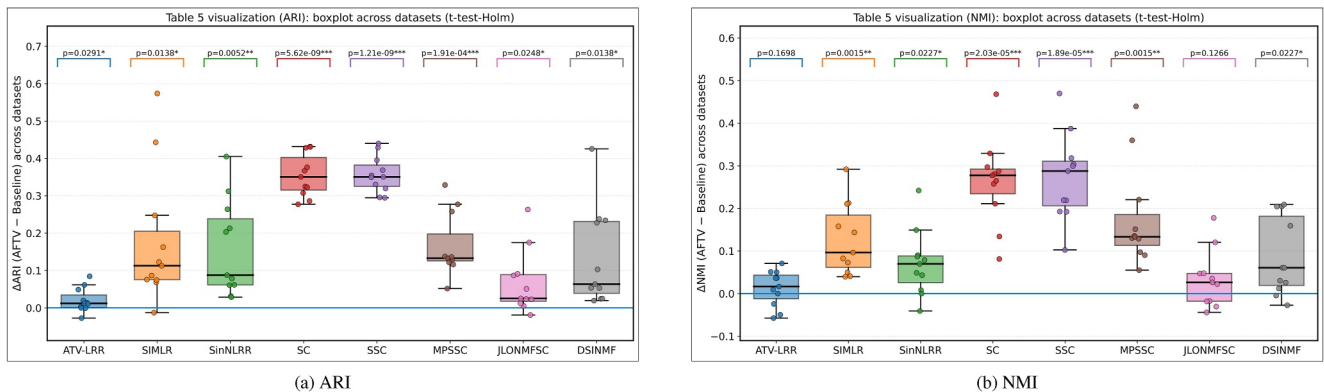 Table 5 visualization (ARI): boxplot across datasets (t-test-Holm)
p=0.0291* p=0.0138* p=0.0052** p=5.62e-09*** p=1.21e-09*** p=1.91e-04*** p=0.0248* p=0.0138*
0.7
0.6
0.5
0.4
0.3
0.2
0.1
0.0
ΔARI (AFTV − Baseline) across datasets
ATV-LRR SIMLR SinNLRR SC SSC MPSSC JLONMFSC DSINMF
(a) ARI
Table 5 visualization (NMI): boxplot across datasets (t-test-Holm)
p=0.1698 p=0.0015** p=0.0227* p=2.03e-05*** p=1.89e-05*** p=0.0015** p=0.1266 p=0.0227*
0.6
0.5
0.4
0.3
0.2
0.1
0.0
−0.1
ΔNMI (AFTV − Baseline) across datasets
ATV-LRR SIMLR SinNLRR SC SSC MPSSC JLONMFSC DSINMF
(b) NMI